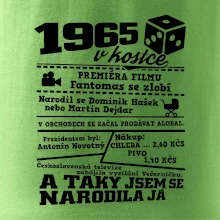 1965
v kostce
PREMIÉRA FILMU
Fantomas se zlobí
Narodil se Dominik Hašek
nebo Martin Dejdar
V OBCHODECH SE ZAČAL PRODÁVAT ALOBAL.
Prezidentem byl:
Antonín Novotný
Nákup:
CHLEBA ... 2,60 KČS
PIVO
1,70 KČS
Československá televize
zahájila vysílání Večerníčku.
A TAKY JSEM SE
NARODILA JÁ